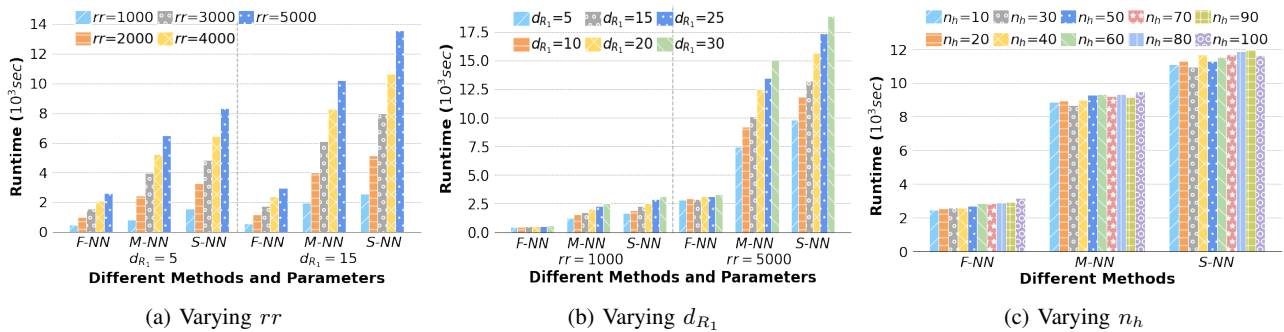 rr=1000 rr=3000 rr=5000
rr=2000 rr=4000
Runtime (10³sec)
14
12
10
8
6
4
2
0
F-NN M-NN S-NN F-NN M-NN S-NN
d_{R_1} = 5 d_{R_1} = 15
Different Methods and Parameters
(a) Varying rr
d_{R_1}=5 d_{R_1}=15 d_{R_1}=25
d_{R_1}=10 d_{R_1}=20 d_{R_1}=30
Runtime (10³sec)
17.5
15.0
12.5
10.0
7.5
5.0
2.5
0.0
F-NN M-NN S-NN F-NN M-NN S-NN
rr = 1000 rr = 5000
Different Methods and Parameters
(b) Varying d_{R_1}
n_h=10 n_h=30 n_h=50 n_h=70 n_h=90
n_h=20 n_h=40 n_h=60 n_h=80 n_h=100
Runtime (10³sec)
12
10
8
6
4
2
0
F-NN M-NN S-NN
Different Methods
(c) Varying n_h